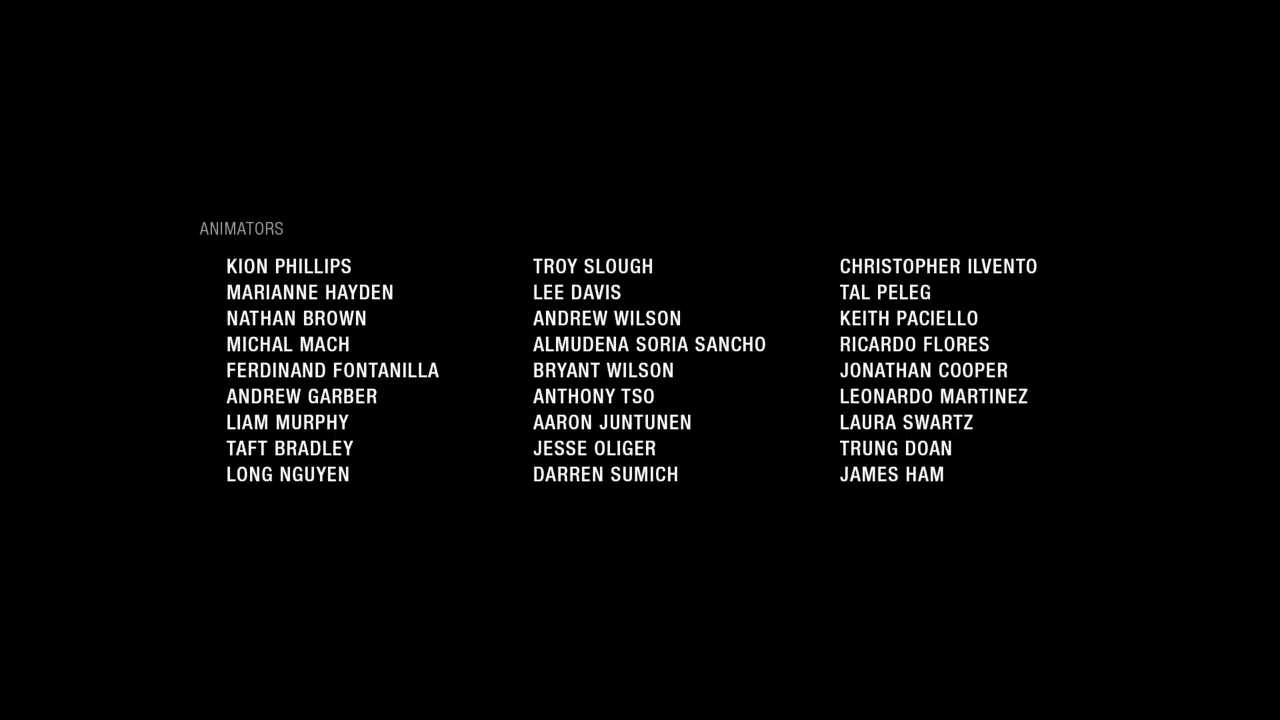 ANIMATORS
KION PHILLIPS
MARIANNE HAYDEN
NATHAN BROWN
MICHAL MACH
FERDINAND FONTANILLA
ANDREW GARBER
LIAM MURPHY
TAFT BRADLEY
LONG NGUYEN
TROY SLOUGH
LEE DAVIS
ANDREW WILSON
ALMUDENA SORIA SANCHO
BRYANT WILSON
ANTHONY TSO
AARON JUNTUNEN
JESSE OLIGER
DARREN SUMICH
CHRISTOPHER ILVENTO
TAL PELEG
KEITH PACIELLO
RICARDO FLORES
JONATHAN COOPER
LEONARDO MARTINEZ
LAURA SWARTZ
TRUNG DOAN
JAMES HAM